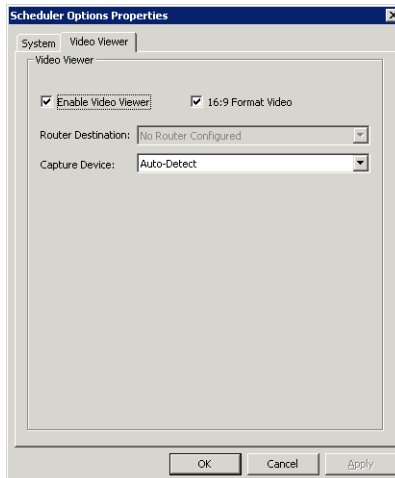 Scheduler Options Properties
System Video Viewer
Video Viewer
Enable Video Viewer 16:9 Format Video
Router Destination: No Router Configured
Capture Device: Auto-Detect
OK Cancel Apply